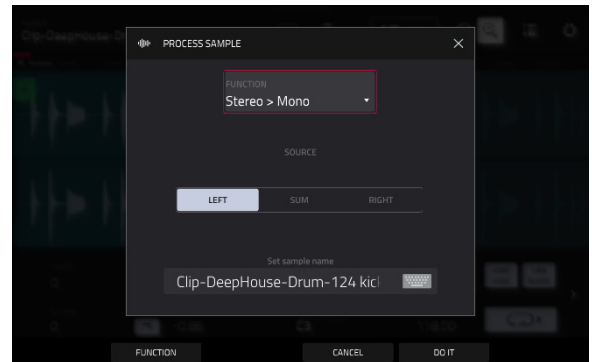 PROCESS SAMPLE
FUNCTION
Stereo > Mono
SOURCE
LEFT SUM RIGHT
Set sample name
Clip-DeepHouse-Drum-124 kic
FUNCTION CANCEL DO IT